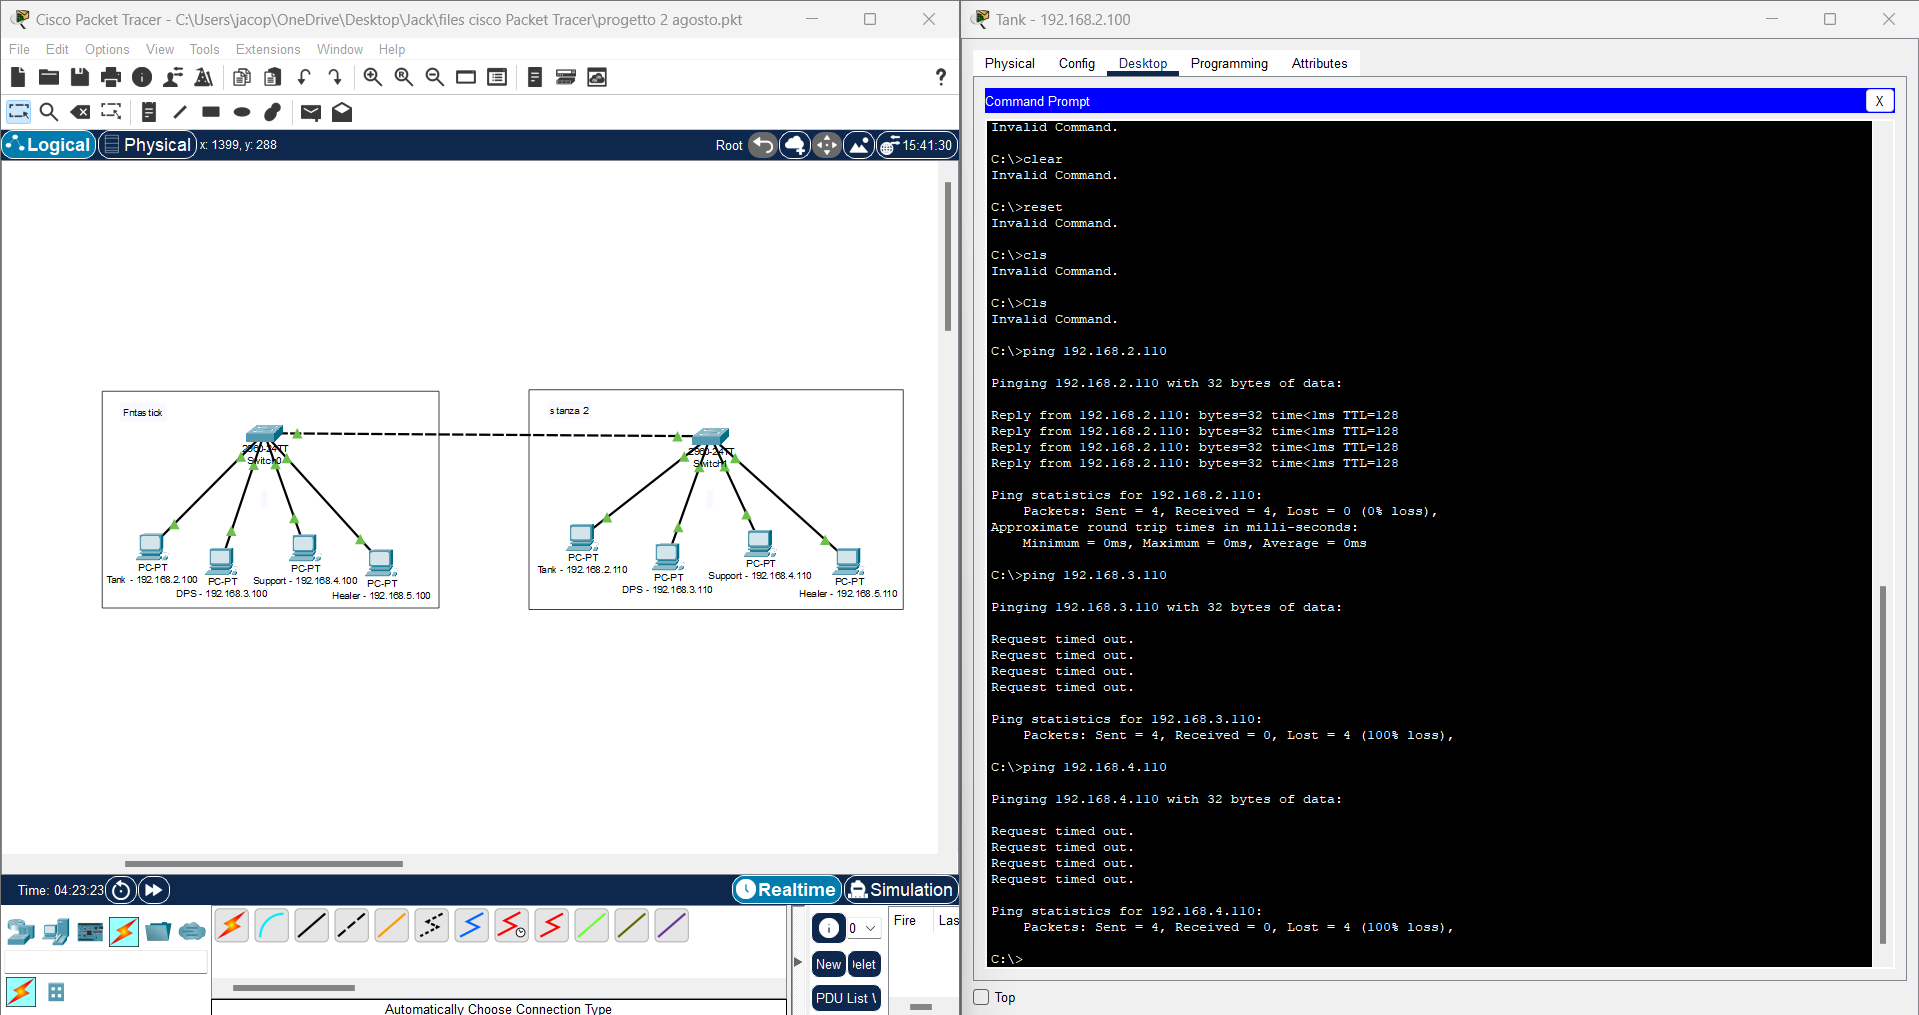 Cisco Packet Tracer - C:\Users\jacop\OneDrive\Desktop\Jack\files cisco Packet Tracer\progetto 2 agosto.pkt
File Edit Options View Tools Extensions Window Help
?
Logical Physical x: 1399, y: 288 Root 15:41:30
Fntastick
2960-24TT
Switch0
PC-PT
Tank - 192.168.2.100
PC-PT
DPS - 192.168.3.100
PC-PT
Support - 192.168.4.100
PC-PT
Healer - 192.168.5.100
stanza 2
2960-24TT
Switch1
PC-PT
Tank - 192.168.2.110
PC-PT
DPS - 192.168.3.110
PC-PT
Support - 192.168.4.110
PC-PT
Healer - 192.168.5.110
Time: 04:23:23 Realtime Simulation
0
Fire Las
New elet
PDU List
Automatically Choose Connection Type
Tank - 192.168.2.100
Physical Config Desktop Programming Attributes
Command Prompt X
Invalid Command.
C:\>clear
Invalid Command.
C:\>reset
Invalid Command.
C:\>cls
Invalid Command.
C:\>Cls
Invalid Command.
C:\>ping 192.168.2.110
Pinging 192.168.2.110 with 32 bytes of data:
Reply from 192.168.2.110: bytes=32 time<1ms TTL=128
Reply from 192.168.2.110: bytes=32 time<1ms TTL=128
Reply from 192.168.2.110: bytes=32 time<1ms TTL=128
Reply from 192.168.2.110: bytes=32 time<1ms TTL=128
Ping statistics for 192.168.2.110:
Packets: Sent = 4, Received = 4, Lost = 0 (0% loss),
Approximate round trip times in milli-seconds:
Minimum = 0ms, Maximum = 0ms, Average = 0ms
C:\>ping 192.168.3.110
Pinging 192.168.3.110 with 32 bytes of data:
Request timed out.
Request timed out.
Request timed out.
Request timed out.
Ping statistics for 192.168.3.110:
Packets: Sent = 4, Received = 0, Lost = 4 (100% loss),
C:\>ping 192.168.4.110
Pinging 192.168.4.110 with 32 bytes of data:
Request timed out.
Request timed out.
Request timed out.
Request timed out.
Ping statistics for 192.168.4.110:
Packets: Sent = 4, Received = 0, Lost = 4 (100% loss),
C:\>
Top